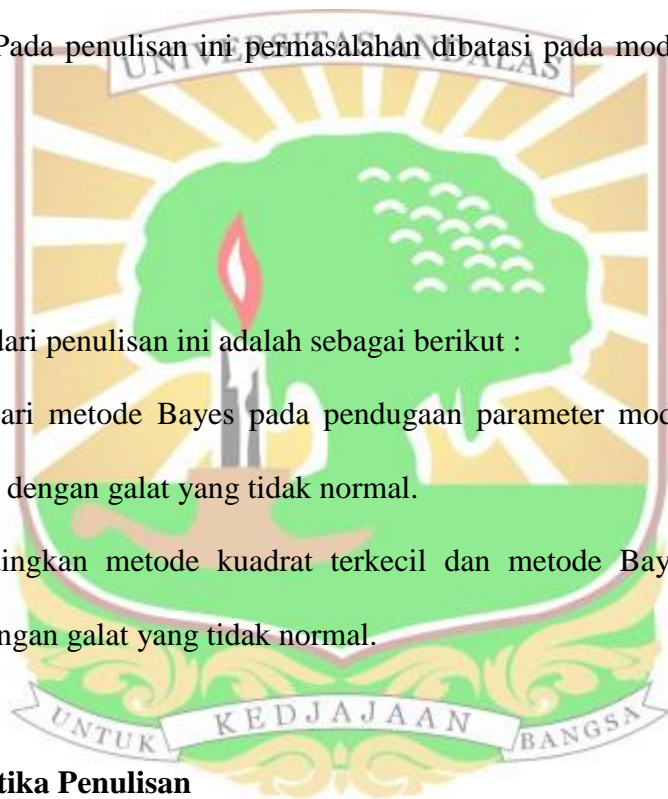 Pada penulisan ini permasalahan dibatasi pada mod
UNIVERSITAS ANDALAS
dari penulisan ini adalah sebagai berikut :
ari metode Bayes pada pendugaan parameter mod
dengan galat yang tidak normal.
ingkan metode kuadrat terkecil dan metode Bay
ngan galat yang tidak normal.
UNTUK KEDJAJAAN BANGSA
tika Penulisan